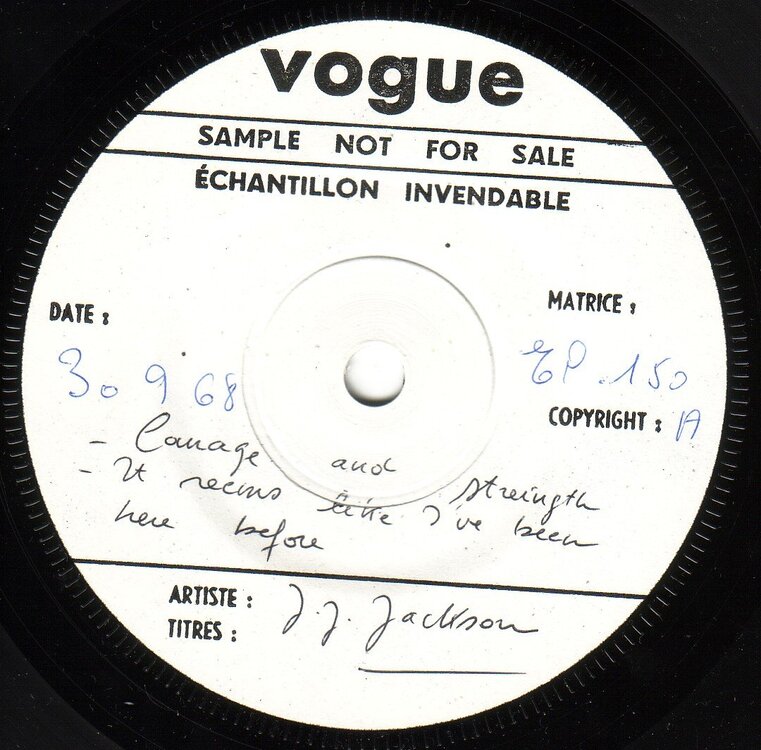 vogue
SAMPLE NOT FOR SALE
ÉCHANTILLON INVENDABLE
DATE :
MATRICE :
30 9 68
EP. 150
COPYRIGHT : A
- Courage and streingth
- It seems like I've been
here before
ARTISTE : J.J. Jackson
TITRES :